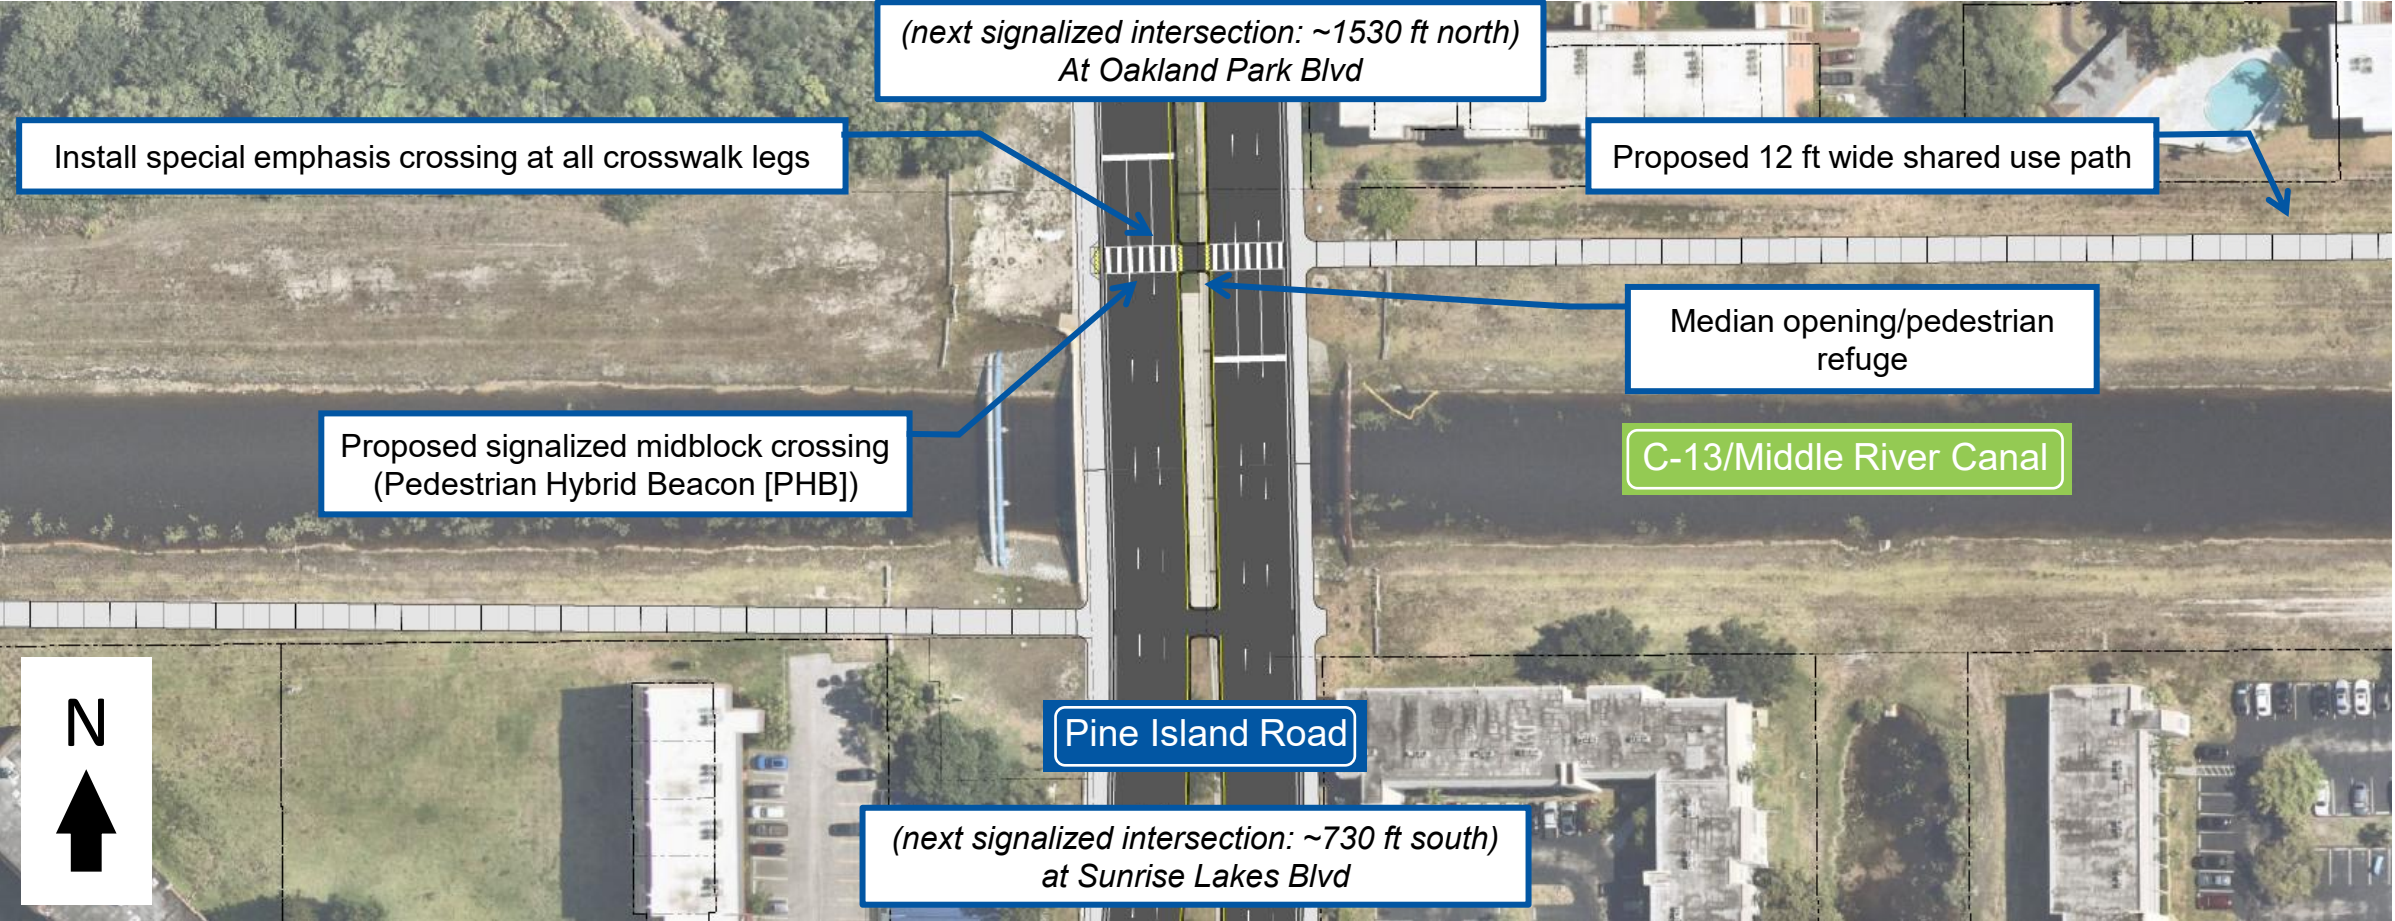 (next signalized intersection: ~1530 ft north)
At Oakland Park Blvd
Install special emphasis crossing at all crosswalk legs
Proposed 12 ft wide shared use path
Median opening/pedestrian
refuge
Proposed signalized midblock crossing
(Pedestrian Hybrid Beacon [PHB])
C-13/Middle River Canal
N
Pine Island Road
(next signalized intersection: ~730 ft south)
at Sunrise Lakes Blvd